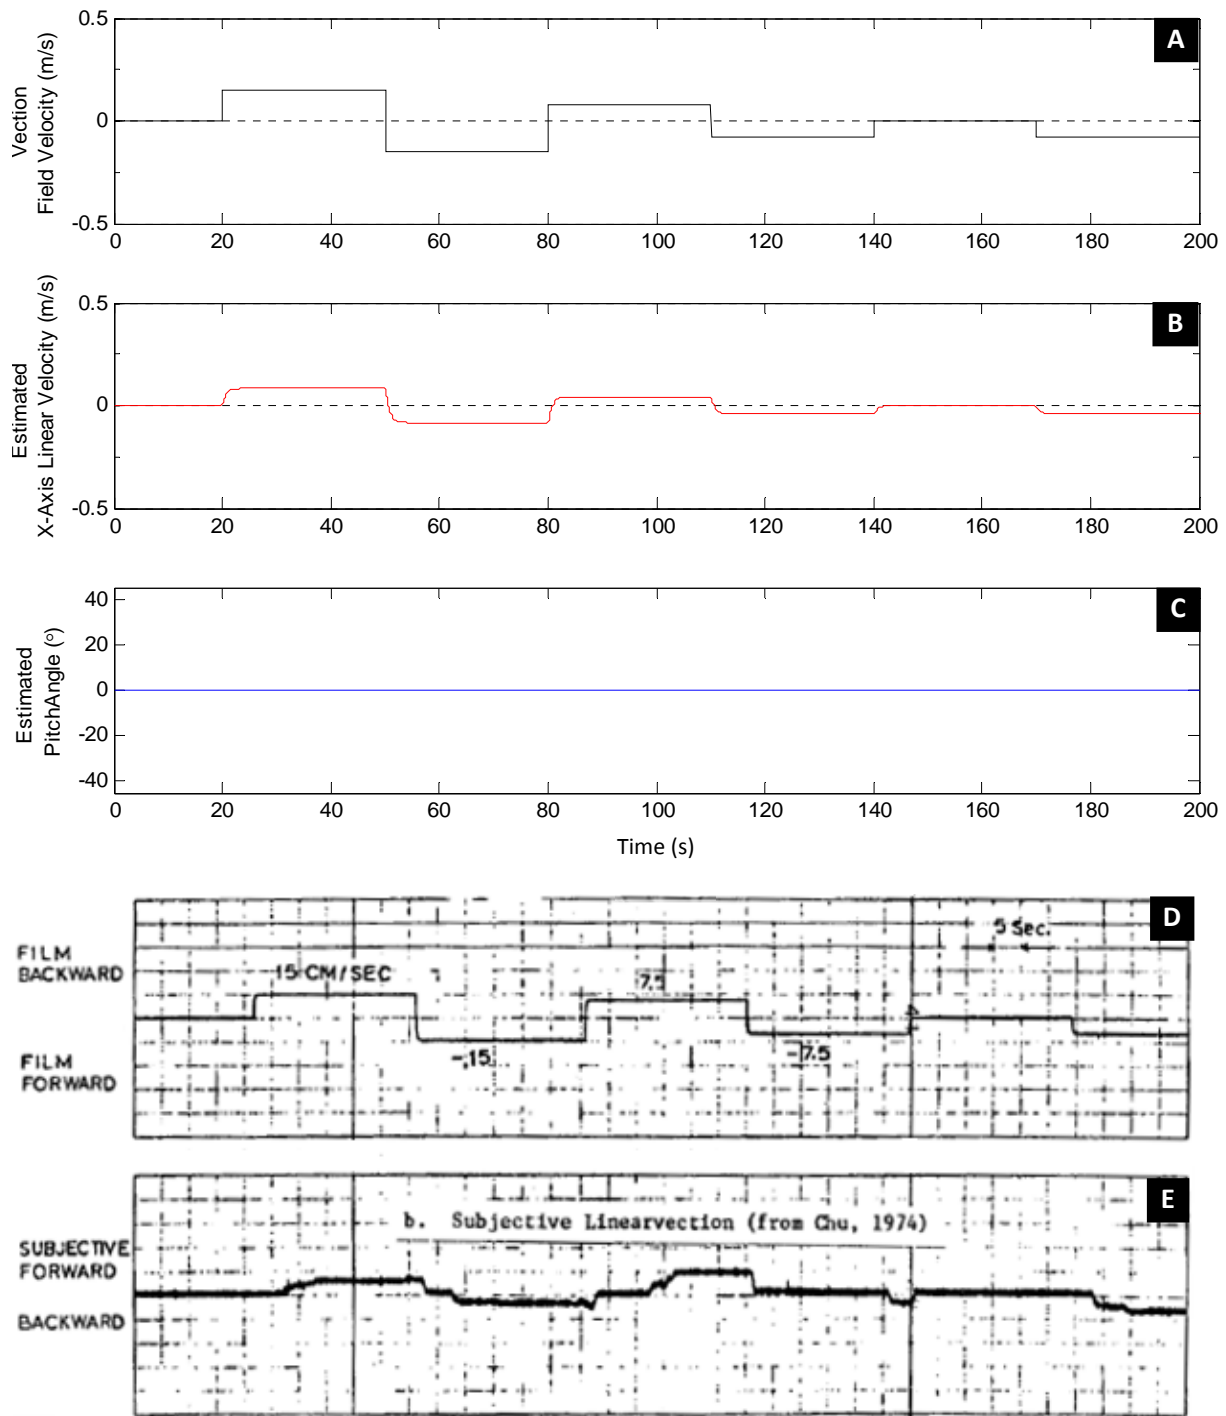 A
Vection
Field Velocity (m/s)
0.5
0
-0.5
0 20 40 60 80 100 120 140 160 180 200
B
Estimated
X-Axis Linear Velocity (m/s)
0.5
0
-0.5
0 20 40 60 80 100 120 140 160 180 200
C
Estimated
PitchAngle (°)
40
20
0
-20
-40
0 20 40 60 80 100 120 140 160 180 200
Time (s)
D
5 Sec.
FILM
BACKWARD
15 CM/SEC
7.5
-.15
-7.5
FILM
FORWARD
E
b. Subjective Linearvection (from Chu, 1974)
SUBJECTIVE
FORWARD
BACKWARD